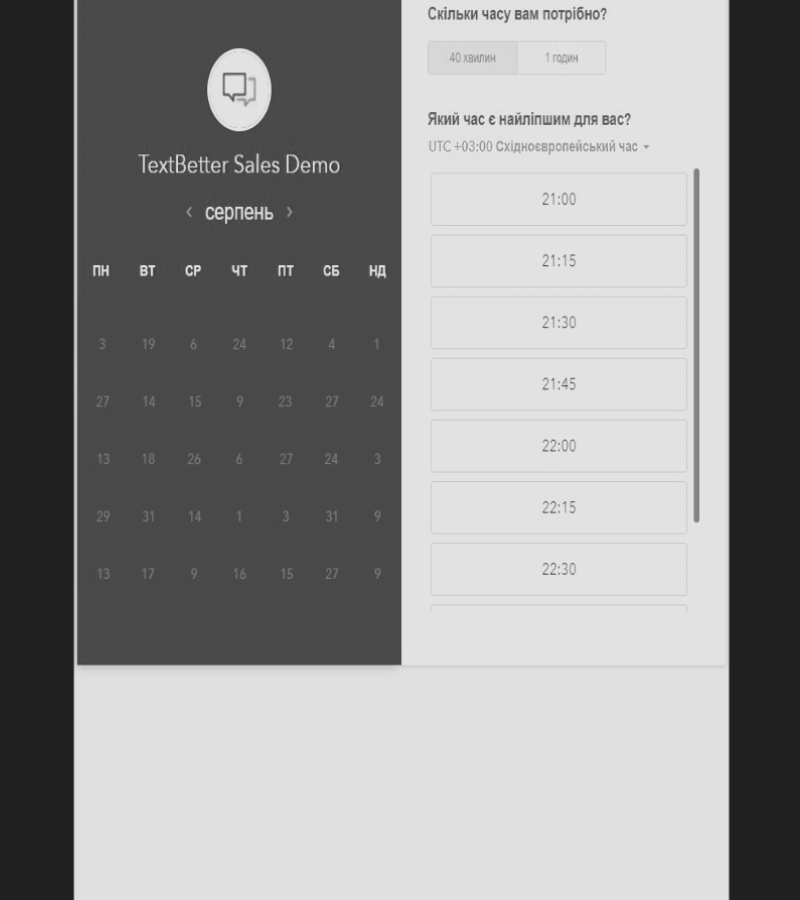 TextBetter Sales Demo
‹ серпень ›
ПН ВТ СР ЧТ ПТ СБ НД
3 19 6 24 12 4 1
27 14 15 9 23 27 24
13 18 26 6 27 24 3
29 31 14 1 3 31 9
13 17 9 16 15 27 9
Скільки часу вам потрібно?
40 хвилин 1 годин
Який час є найліпшим для вас?
UTC +03:00 Східноєвропейський час
21:00
21:15
21:30
21:45
22:00
22:15
22:30